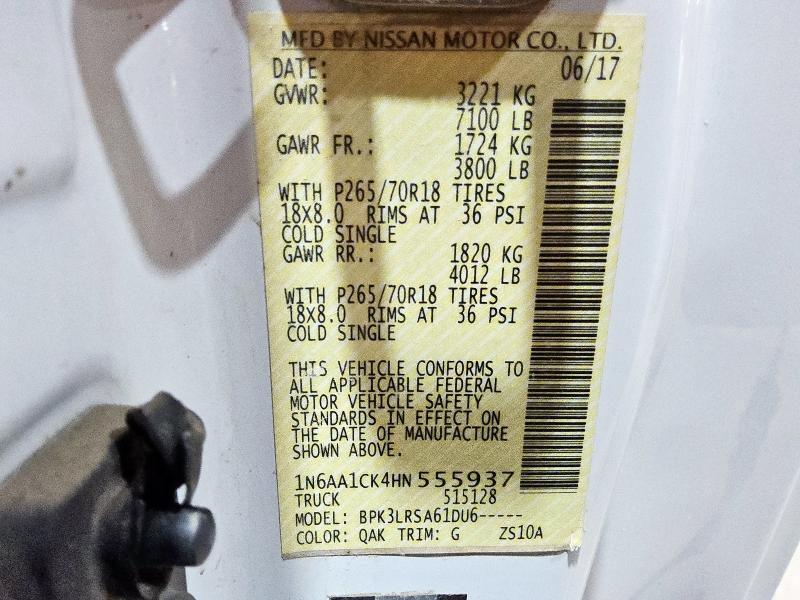 MFD BY NISSAN MOTOR CO., LTD.
DATE: 06/17
GVWR: 3221 KG
7100 LB
GAWR FR.: 1724 KG
3800 LB
WITH P265/70R18 TIRES
18X8.0 RIMS AT 36 PSI
COLD SINGLE
GAWR RR.: 1820 KG
4012 LB
WITH P265/70R18 TIRES
18X8.0 RIMS AT 36 PSI
COLD SINGLE
THIS VEHICLE CONFORMS TO
ALL APPLICABLE FEDERAL
MOTOR VEHICLE SAFETY
STANDARDS IN EFFECT ON
THE DATE OF MANUFACTURE
SHOWN ABOVE.
1N6AA1CK4HN555937
TRUCK 515128
MODEL: BPK3LRSA61DU6-----
COLOR: QAK TRIM: G ZS10A